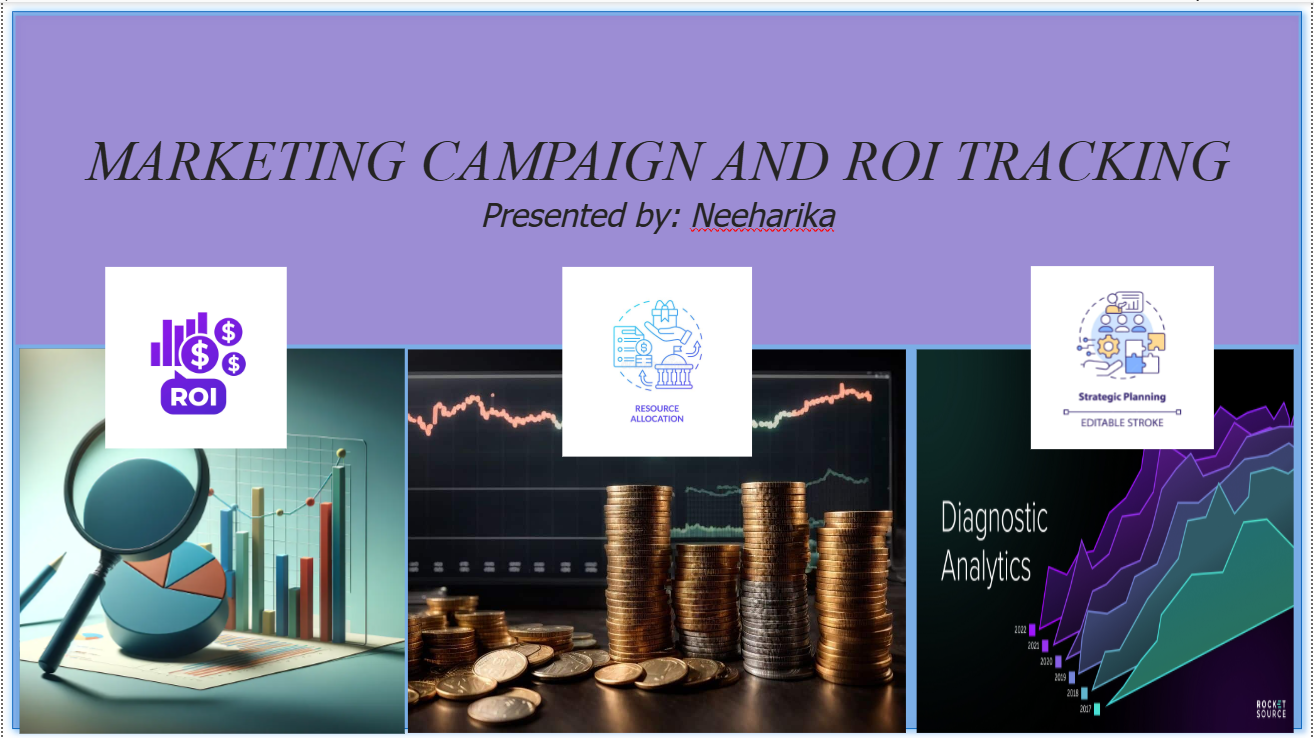 MARKETING CAMPAIGN AND ROI TRACKING
Presented by: Neeharika
$
$
$
ROI
$
RESOURCE
ALLOCATION
Strategic Planning
EDITABLE STROKE
Diagnostic
Analytics
2022
2021
2020
2019
2018
2017
ROCKET
SOURCE